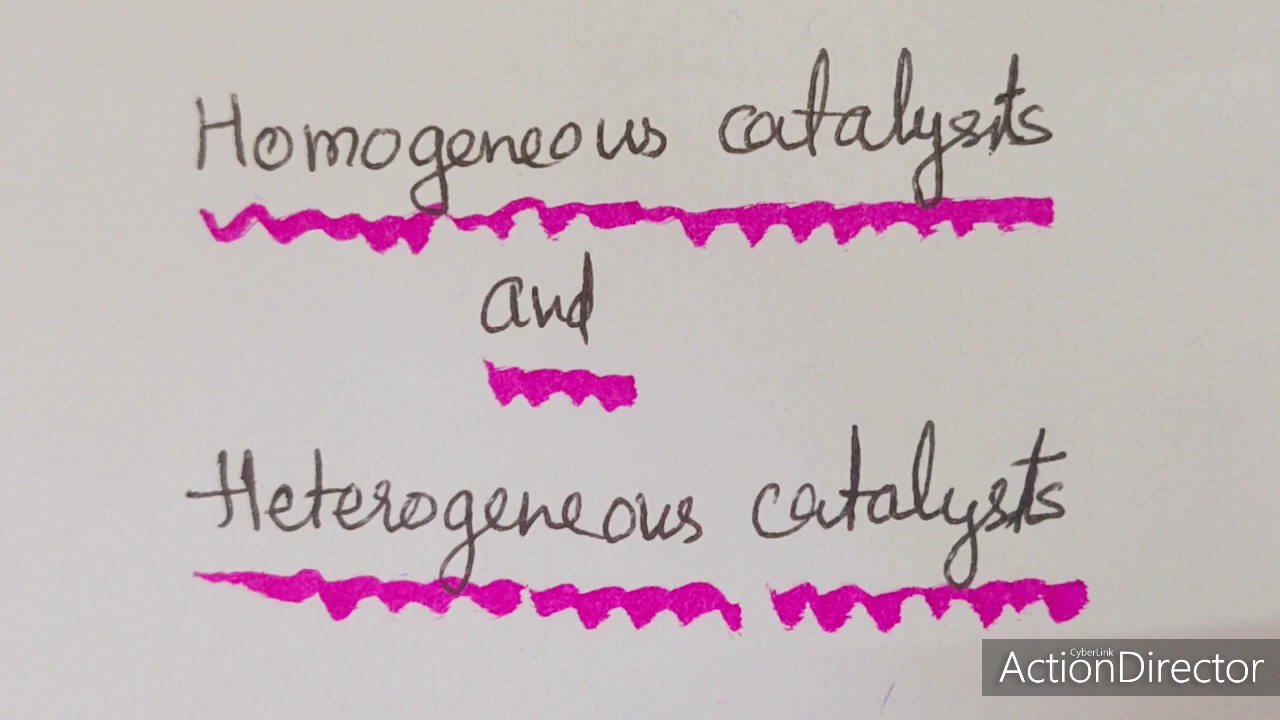 Homogeneous catalysts
and
Heterogeneous catalysts
CyberLink
ActionDirector